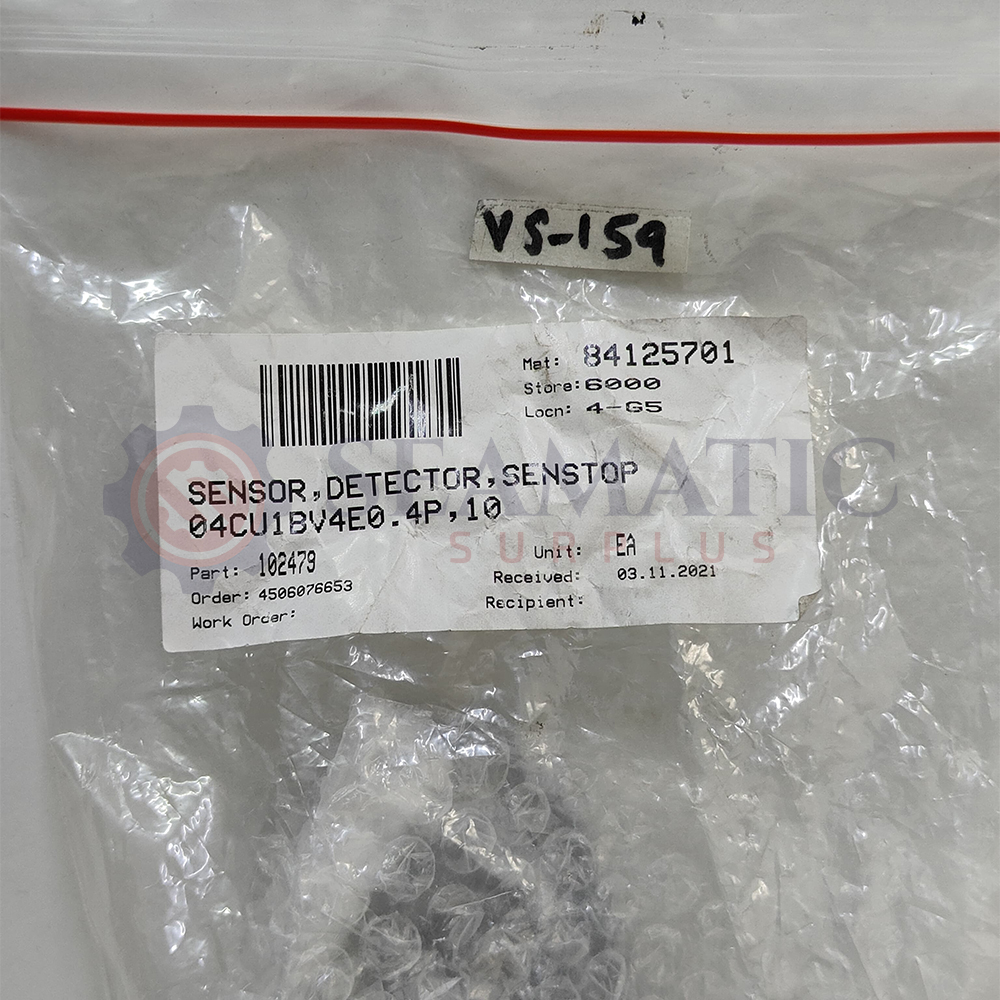 VS-159
Mat: 84125701
Store: 6000
Locn: 4-G5
SEAMATIC
SURPLUS
SENSOR,DETECTOR,SENSTOP
04CU1BV4E0.4P,10
Part: 102479
Unit: EA
Order: 4506076653
Received: 03.11.2021
Work Order:
Recipient: